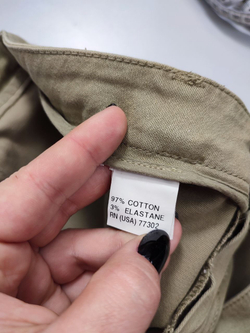 97% COTTON
3% ELASTANE
RN (USA) 77302